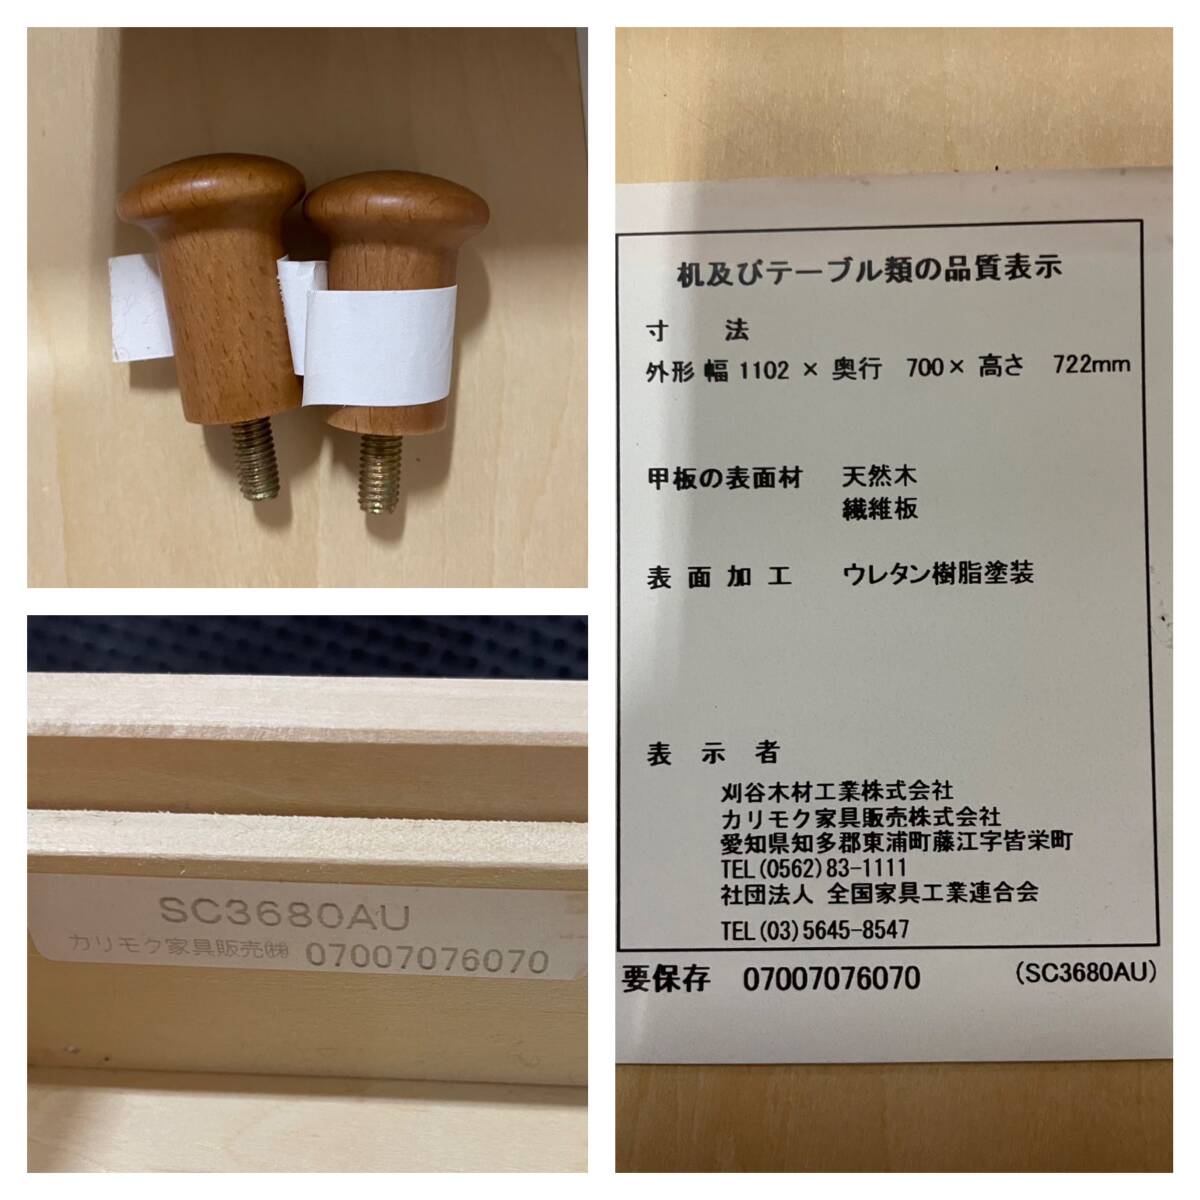 SC3680AU
カリモク家具販売㈱ 07007076070
机及びテーブル類の品質表示
寸 法
外形 幅 1102 × 奥行 700× 高さ 722mm
甲板の表面材 天然木
繊維板
表面加工 ウレタン樹脂塗装
表示者
刈谷木材工業株式会社
カリモク家具販売株式会社
愛知県知多郡東浦町藤江字皆栄町
TEL(0562)83-1111
社団法人 全国家具工業連合会
TEL(03)5645-8547
要保存 07007076070 (SC3680AU)